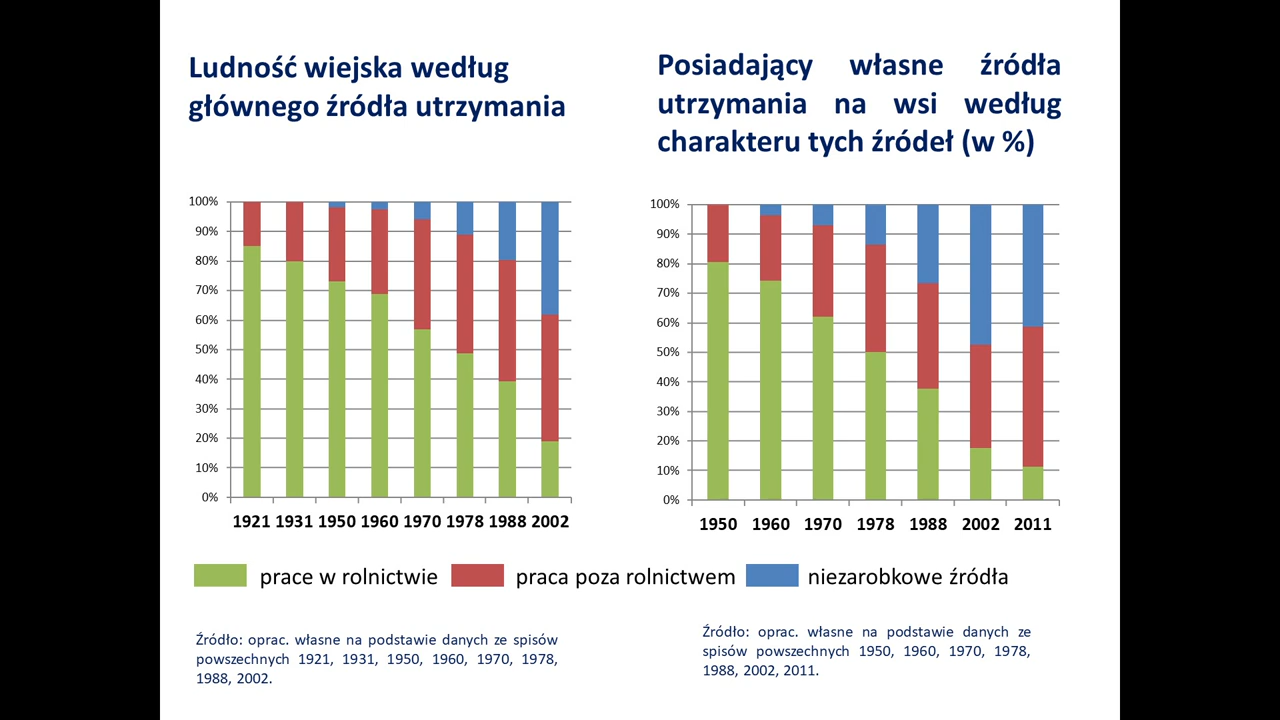 Ludność wiejska według
głównego źródła utrzymania
Posiadający własne źródła
utrzymania na wsi według
charakteru tych źródeł (w %)
100%
90%
80%
70%
60%
50%
40%
30%
20%
10%
0%
1921 1931 1950 1960 1970 1978 1988 2002
100%
90%
80%
70%
60%
50%
40%
30%
20%
10%
0%
1950 1960 1970 1978 1988 2002 2011
prace w rolnictwie praca poza rolnictwem niezarobkowe źródła
Źródło: oprac. własne na podstawie danych ze spisów
powszechnych 1921, 1931, 1950, 1960, 1970, 1978,
1988, 2002.
Źródło: oprac. własne na podstawie danych ze
spisów powszechnych 1950, 1960, 1970, 1978,
1988, 2002, 2011.